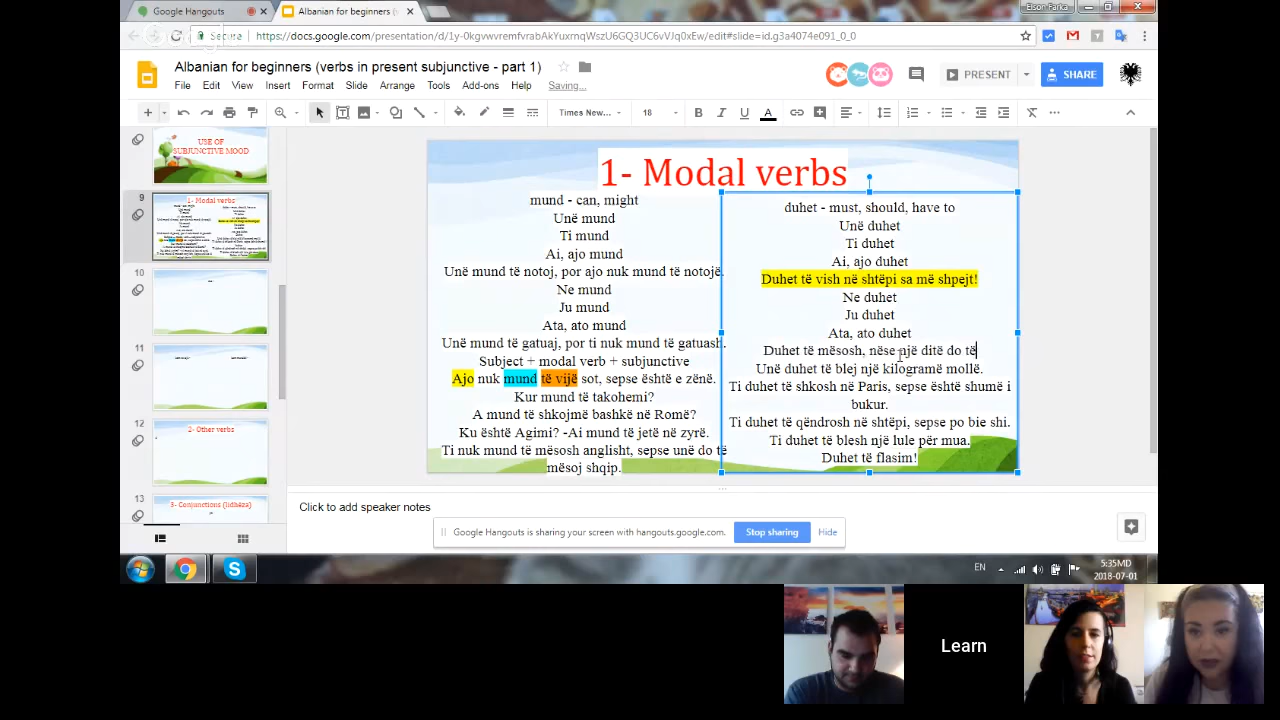 Google Hangouts
Albanian for beginners (
Elson Farka
Secure
https://docs.google.com/presentation/d/1y-0kgvwvremfvrabAkYuxrnqWszU6GQ3UC6vVJq0xEw/edit#slide=id.g3a4074e091_0_0
Albanian for beginners (verbs in present subjunctive - part 1)
File Edit View Insert Format Slide Arrange Tools Add-ons Help Saving...
PRESENT
SHARE
Times New...
18
USE OF
SUBJUNCTIVE MOOD
9
1- Modal verbs
10
11
12
2- Other verbs
13
3- Conjunctions (lidhëza)
1- Modal verbs
mund - can, might
Unë mund
Ti mund
Ai, ajo mund
Unë mund të notoj, por ajo nuk mund të notojë.
Ne mund
Ju mund
Ata, ato mund
Unë mund të gatuaj, por ti nuk mund të gatuash.
Subject + modal verb + subjunctive
Ajo nuk mund të vijë sot, sepse është e zënë.
Kur mund të takohemi?
A mund të shkojmë bashkë në Romë?
Ku është Agimi? -Ai mund të jetë në zyrë.
Ti nuk mund të mësosh anglisht, sepse unë do të
mësoj shqip.
duhet - must, should, have to
Unë duhet
Ti duhet
Ai, ajo duhet
Duhet të vish në shtëpi sa më shpejt!
Ne duhet
Ju duhet
Ata, ato duhet
Duhet të mësosh, nëse një ditë do të
Unë duhet të blej një kilogramë mollë.
Ti duhet të shkosh në Paris, sepse është shumë i
bukur.
Ti duhet të qëndrosh në shtëpi, sepse po bie shi.
Ti duhet të blesh një lule për mua.
Duhet të flasim!
Click to add speaker notes
Google Hangouts is sharing your screen with hangouts.google.com.
Stop sharing
Hide
EN
5:35MD
2018-07-01
Learn